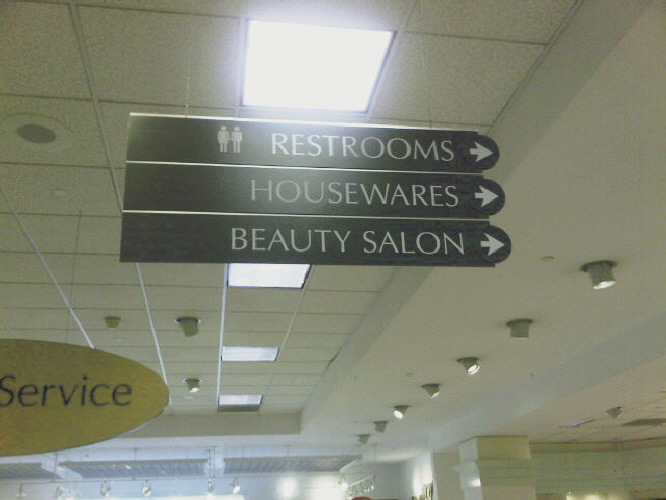 RESTROOMS
HOUSEWARES
BEAUTY SALON
Service